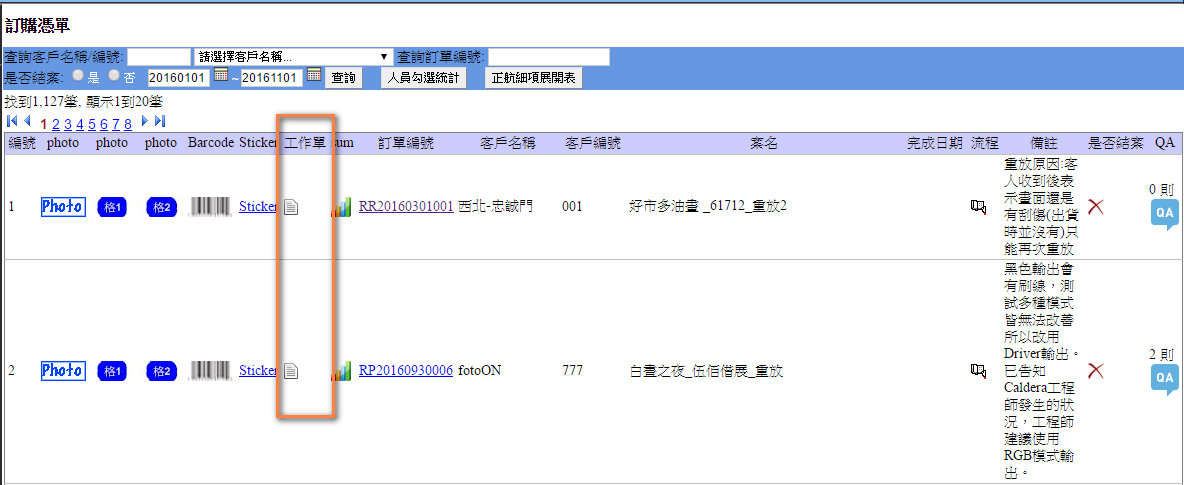 訂購憑單
查詢客戶名稱/編號: 請選擇客戶名稱... 查詢訂單編號:
是否結案: 是 否 20160101 ~ 20161101 查詢 人員勾選統計 正航細項展開表
找到1,127筆, 顯示1到20筆
1 2 3 4 5 6 7 8
編號 photo photo photo Barcode Sticker 工作單 sum 訂單編號 客戶名稱 客戶編號 案名 完成日期 流程 備註 是否結案 QA
1 Photo 格1 格2 Sticker RR20160301001 西北-忠誠門 001 好市多油畫 _61712_重放2
重放原因:客
人收到後表
示畫面還是
有刮傷(出貨
時並沒有)只
能再次重放
0 則
QA
2 Photo 格1 格2 Sticker RP20160930006 fotoON 777 白晝之夜_伍佰借展_重放
黑色輸出會
有刷線，測
試多種模式
皆無法改善
所以改用
Driver輸出。
已告知
Caldera工程
師發生的狀
況，工程師
建議使用
RGB模式輸
出。
2 則
QA